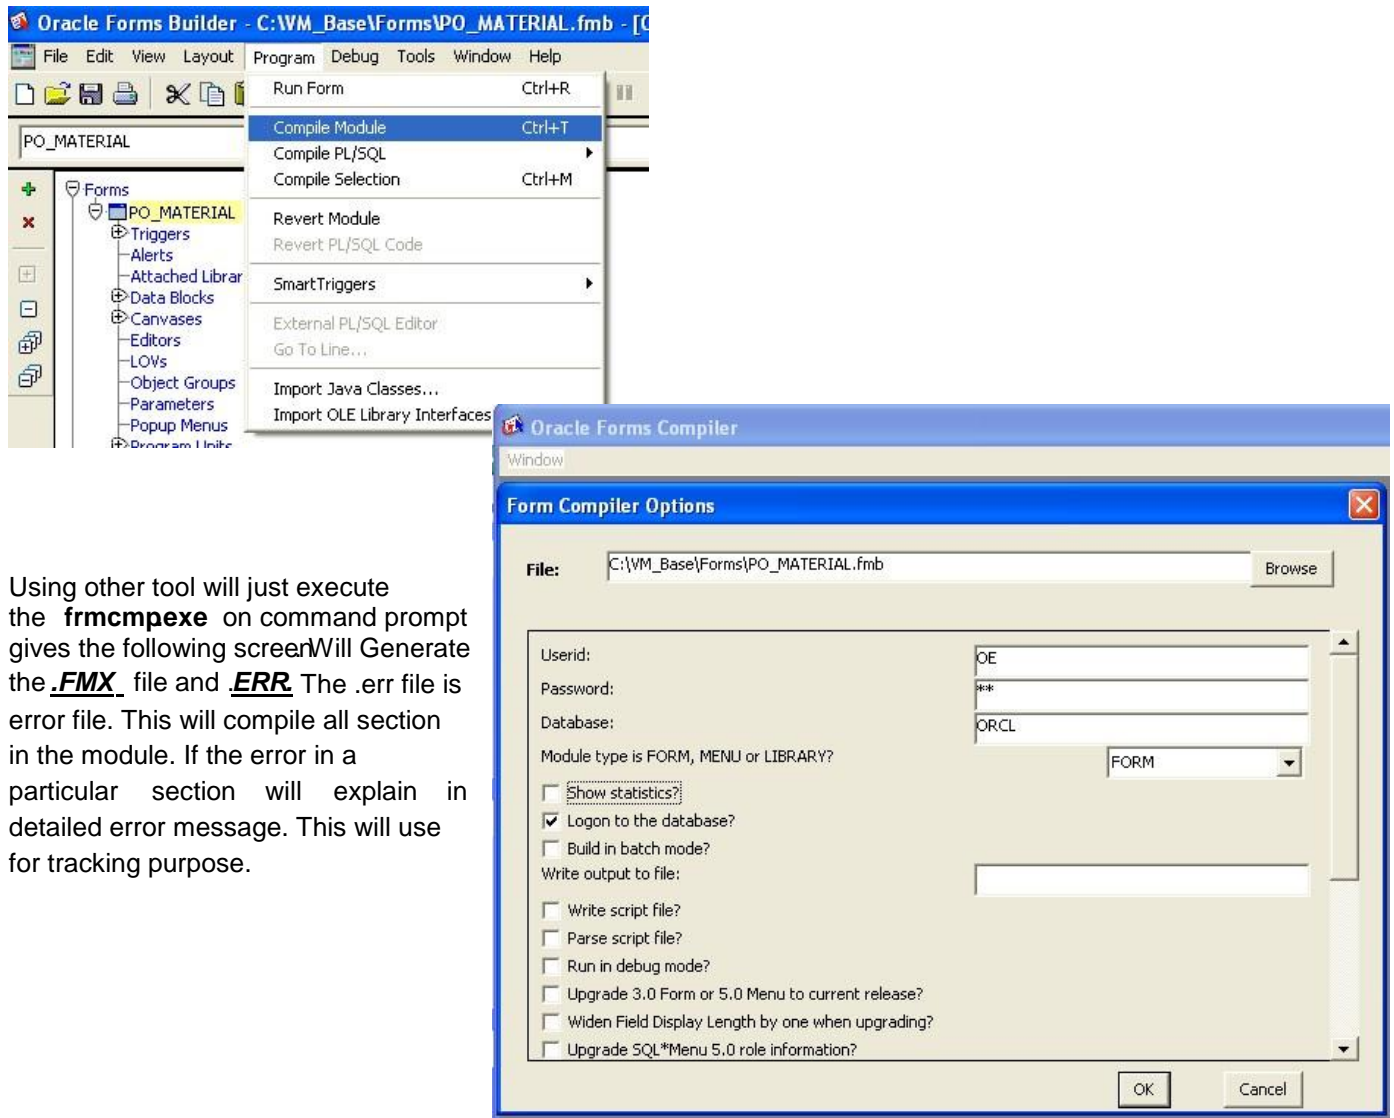 Oracle Forms Builder - C:\VM_Base\Forms\PO_MATERIAL.fmb - [C
File Edit View Layout Program Debug Tools Window Help
Run Form Ctrl+R
PO_MATERIAL
Compile Module Ctrl+T
Compile PL/SQL
Compile Selection Ctrl+M
Revert Module
Revert PL/SQL Code
SmartTriggers
External PL/SQL Editor
Go To Line...
Import Java Classes...
Import OLE Library Interfaces
Forms
PO_MATERIAL
Triggers
Alerts
Attached Librar
Data Blocks
Canvases
Editors
LOVs
Object Groups
Parameters
Popup Menus
Program Units
Oracle Forms Compiler
Window
Form Compiler Options
File: C:\VM_Base\Forms\PO_MATERIAL.fmb Browse
Userid: OE
Password: **
Database: ORCL
Module type is FORM, MENU or LIBRARY? FORM
Show statistics?
Logon to the database?
Build in batch mode?
Write output to file:
Write script file?
Parse script file?
Run in debug mode?
Upgrade 3.0 Form or 5.0 Menu to current release?
Widen Field Display Length by one when upgrading?
Upgrade SQL*Menu 5.0 role information?
OK Cancel
Using other tool will just execute
the frmcmp.exe on command prompt
gives the following screen Will Generate
the .FMX file and .ERR. The .err file is
error file. This will compile all section
in the module. If the error in a
particular section will explain in
detailed error message. This will use
for tracking purpose.